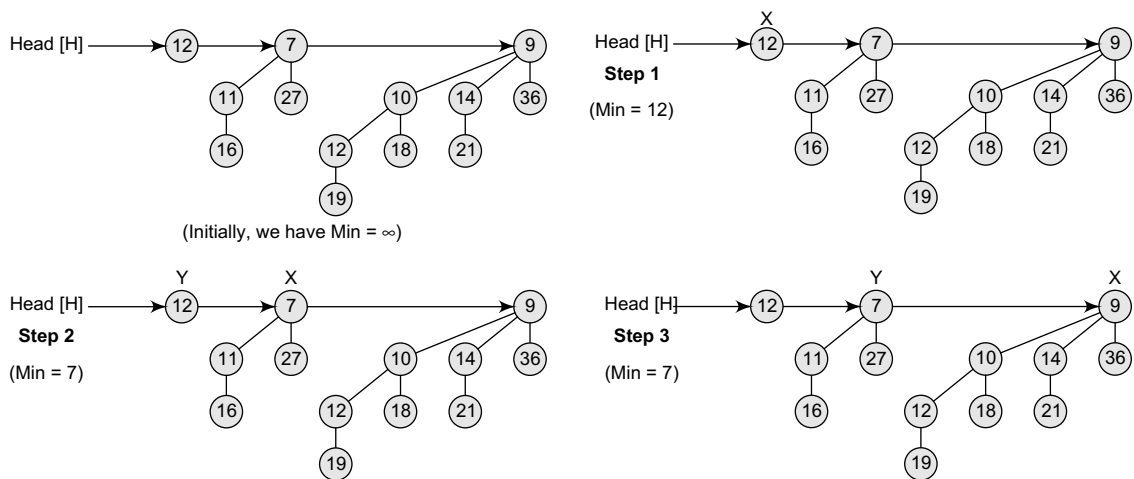 Head [H] 12 7 9
11 27 10 14 36
16 12 18 21
19
(Initially, we have Min = ∞)
X
Head [H] 12 7 9
Step 1
11 27 10 14 36
(Min = 12)
16 12 18 21
19
Y X
Head [H] 12 7 9
Step 2
11 27 10 14 36
(Min = 7)
16 12 18 21
19
Y X
Head [H] 12 7 9
Step 3
11 27 10 14 36
(Min = 7)
16 12 18 21
19